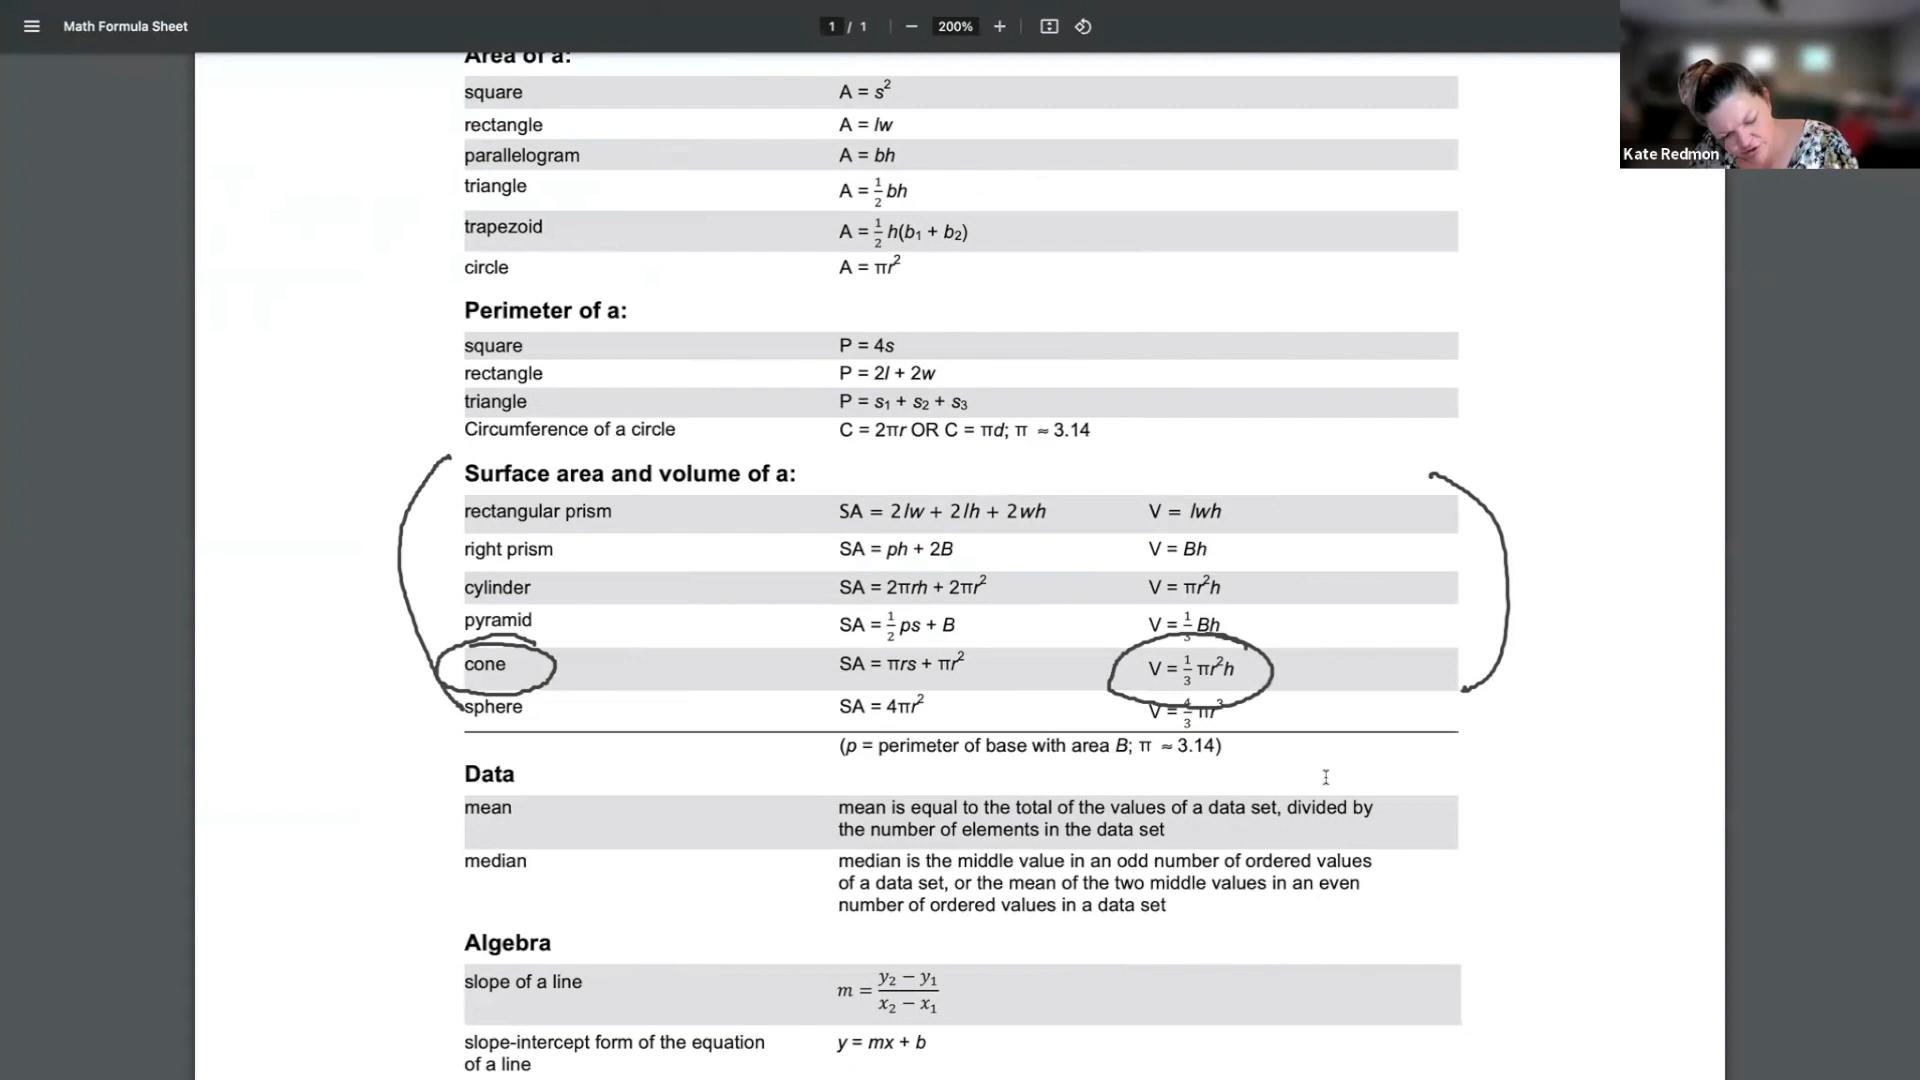 Math Formula Sheet
1 / 1
200%
Kate Redmon
Area of a:
square A = s²
rectangle A = lw
parallelogram A = bh
triangle A = ½ bh
trapezoid A = ½ h(b₁ + b₂)
circle A = πr²
Perimeter of a:
square P = 4s
rectangle P = 2l + 2w
triangle P = s₁ + s₂ + s₃
Circumference of a circle C = 2πr OR C = πd; π ≈ 3.14
Surface area and volume of a:
rectangular prism SA = 2lw + 2lh + 2wh V = lwh
right prism SA = ph + 2B V = Bh
cylinder SA = 2πrh + 2πr² V = πr²h
pyramid SA = ½ ps + B V = ⅓ Bh
cone SA = πrs + πr² V = ⅓ πr²h
sphere SA = 4πr² V = 4/3 πr³
(p = perimeter of base with area B; π ≈ 3.14)
Data
mean mean is equal to the total of the values of a data set, divided by
the number of elements in the data set
median median is the middle value in an odd number of ordered values
of a data set, or the mean of the two middle values in an even
number of ordered values in a data set
Algebra
slope of a line m = (y₂ − y₁) / (x₂ − x₁)
slope-intercept form of the equation y = mx + b
of a line